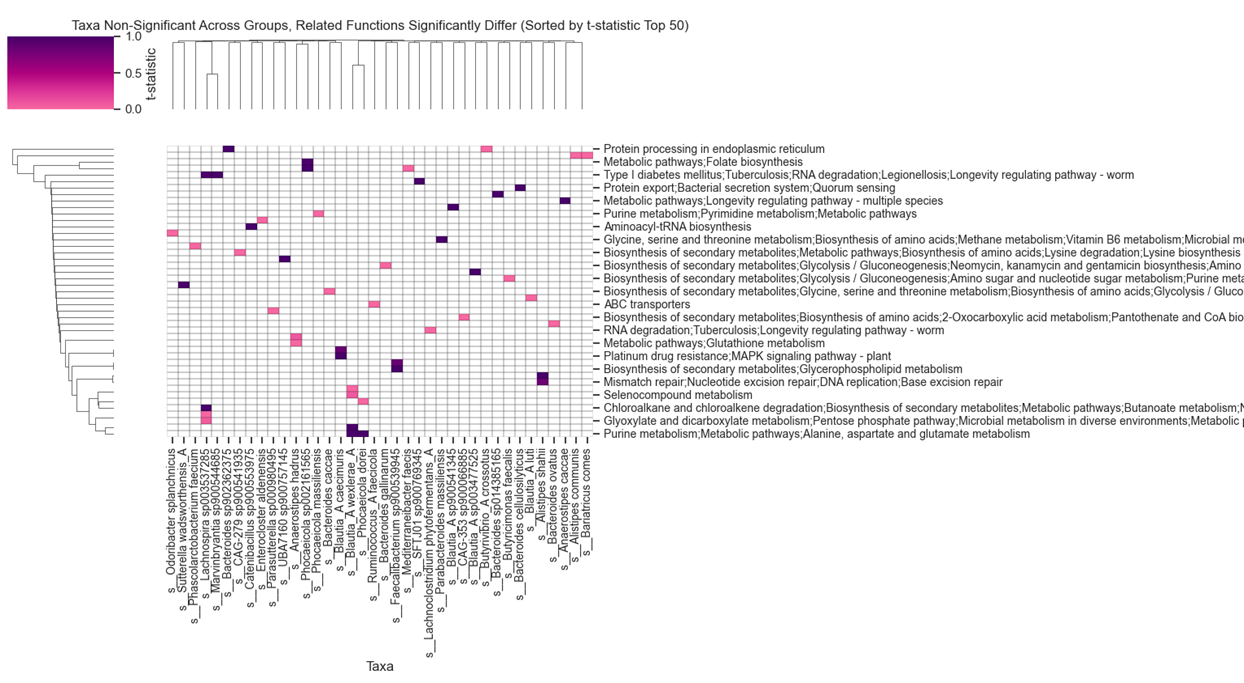 Taxa Non-Significant Across Groups, Related Functions Significantly Differ (Sorted by t-statistic Top 50)
1.0
0.5
0.0
t-statistic
Protein processing in endoplasmic reticulum
Metabolic pathways;Folate biosynthesis
Type I diabetes mellitus;Tuberculosis;RNA degradation;Legionellosis;Longevity regulating pathway - worm
Protein export;Bacterial secretion system;Quorum sensing
Metabolic pathways;Longevity regulating pathway - multiple species
Purine metabolism;Pyrimidine metabolism;Metabolic pathways
Aminoacyl-tRNA biosynthesis
Glycine, serine and threonine metabolism;Biosynthesis of amino acids;Methane metabolism;Vitamin B6 metabolism;Microbial me
Biosynthesis of secondary metabolites;Metabolic pathways;Biosynthesis of amino acids;Lysine degradation;Lysine biosynthesis
Biosynthesis of secondary metabolites;Glycolysis / Gluconeogenesis;Neomycin, kanamycin and gentamicin biosynthesis;Amino
Biosynthesis of secondary metabolites;Glycolysis / Gluconeogenesis;Amino sugar and nucleotide sugar metabolism;Purine meta
Biosynthesis of secondary metabolites;Glycine, serine and threonine metabolism;Biosynthesis of amino acids;Glycolysis / Gluco
ABC transporters
Biosynthesis of secondary metabolites;Biosynthesis of amino acids;2-Oxocarboxylic acid metabolism;Pantothenate and CoA bio
RNA degradation;Tuberculosis;Longevity regulating pathway - worm
Metabolic pathways;Glutathione metabolism
Platinum drug resistance;MAPK signaling pathway - plant
Biosynthesis of secondary metabolites;Glycerophospholipid metabolism
Mismatch repair;Nucleotide excision repair;DNA replication;Base excision repair
Selenocompound metabolism
Chloroalkane and chloroalkene degradation;Biosynthesis of secondary metabolites;Metabolic pathways;Butanoate metabolism;N
Glyoxylate and dicarboxylate metabolism;Pentose phosphate pathway;Microbial metabolism in diverse environments;Metabolic p
Purine metabolism;Metabolic pathways;Alanine, aspartate and glutamate metabolism
s__Odoribacter splanchnicus
s__Sutterella wadsworthensis_A
s__Phascolarctobacterium faecium
s__Lachnospira sp003537285
s__Marvinbryantia sp900544685
s__Bacteroides sp902362375
s__CAG-279 sp900541935
s__Catenibacillus sp900553975
s__Enterocloster aldensis
s__Parasutterella sp000980495
s__UBA7160 sp900757145
s__Anaerostipes hadrus
s__Phocaeicola sp002161565
s__Phocaeicola massiliensis
s__Bacteroides caccae
s__Blautia_A caecimuris
s__Blautia_A wexlerae_A
s__Phocaeicola dorei
s__Ruminococcus_A faecicola
s__Bacteroides gallinarum
s__Faecalibacterium sp900539945
s__Mediterraneibacter faecis
s__SFTJ01 sp900769345
s__Lachnoclostridium phytofermentans_A
s__Parabacteroides massiliensis
s__Blautia_A sp900541345
s__CAG-353 sp900066885
s__Blautia_A sp003477525
s__Butyrivibrio_A crossotus
s__Bacteroides sp014385165
s__Butyricimonas faecalis
s__Bacteroides cellulosilyticus
s__Blautia_A luti
s__Alistipes shahii
s__Bacteroides ovatus
s__Anaerostipes caccae
s__Alistipes communis
s__Bariatricus comes
Taxa